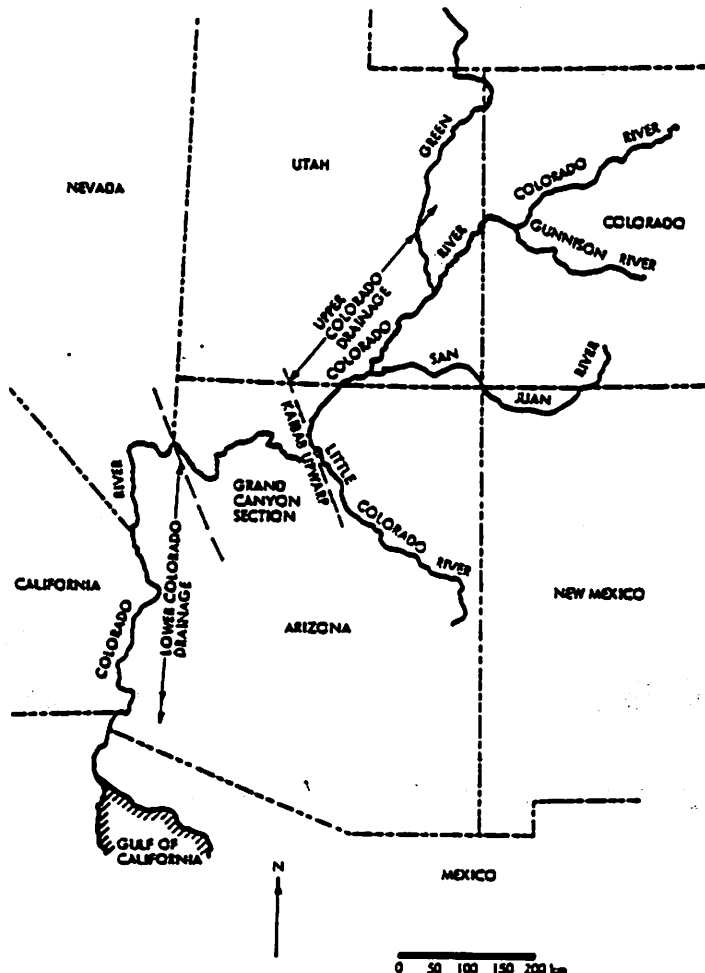 NEVADA
UTAH
GREEN
COLORADO RIVER
COLORADO
GUNNISON RIVER
RIVER
UPPER
COLORADO
DRAINAGE
COLORADO
SAN
JUAN
RIVER
KAIBAB UPWARP
LITTLE
COLORADO RIVER
GRAND
CANYON
SECTION
RIVER
CALIFORNIA
COLORADO
LOWER COLORADO
DRAINAGE
ARIZONA
NEW MEXICO
GULF OF
CALIFORNIA
N
MEXICO
0 50 100 150 200 km